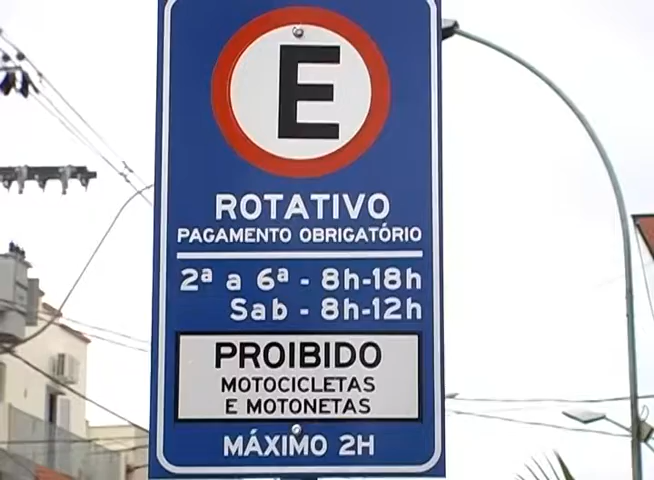 E
ROTATIVO
PAGAMENTO OBRIGATÓRIO
2ª a 6ª - 8h-18h
Sab - 8h-12h
PROIBIDO
MOTOCICLETAS
E MOTONETAS
MÁXIMO 2H